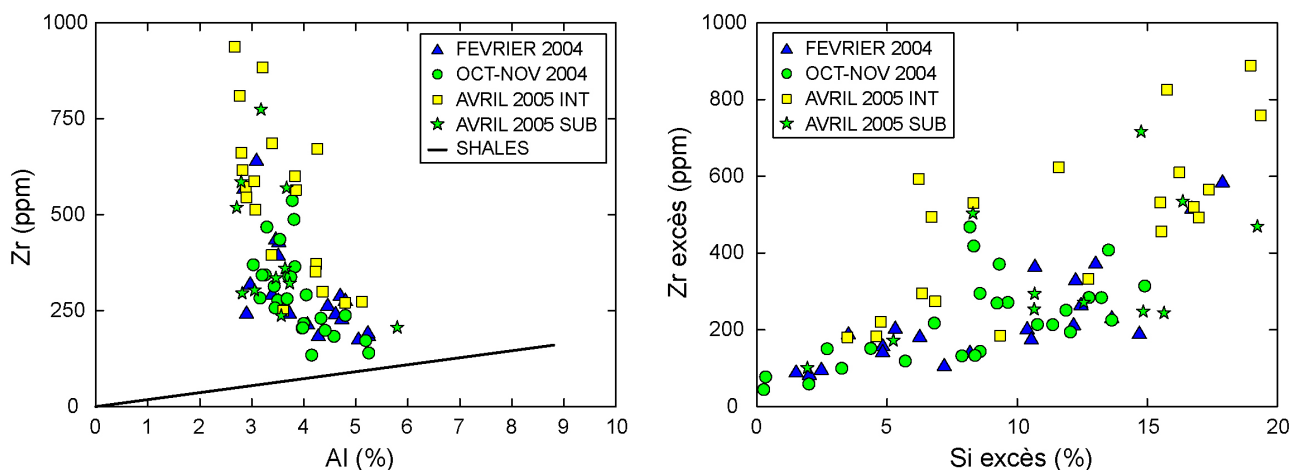 1000
750
500
250
0
Zr (ppm)
0 1 2 3 4 5 6 7 8 9 10
Al (%)
FEVRIER 2004
OCT-NOV 2004
AVRIL 2005 INT
AVRIL 2005 SUB
SHALES
1000
800
600
400
200
0
Zr excés (ppm)
0 5 10 15 20
Si excés (%)
FEVRIER 2004
OCT-NOV 2004
AVRIL 2005 INT
AVRIL 2005 SUB